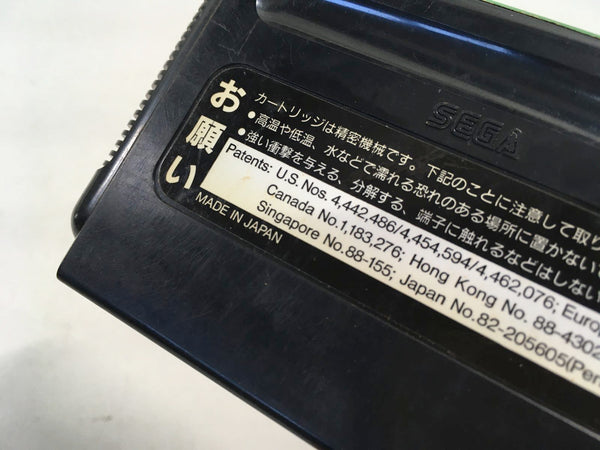 SEGA
お願い
カートリッジは精密機械です。下記のことに注意して取り
●高温や低温、水などで濡れる恐れのある場所に置かない
●強い衝撃を与える、分解する、端子に触れるなどはしない
Patents: U.S. Nos. 4,442,486/4,454,594/4,462,076; Europ
Canada No.1,183,276; Hong Kong No. 88-4302
Singapore No.88-155; Japan No.82-205605(Pen
MADE IN JAPAN